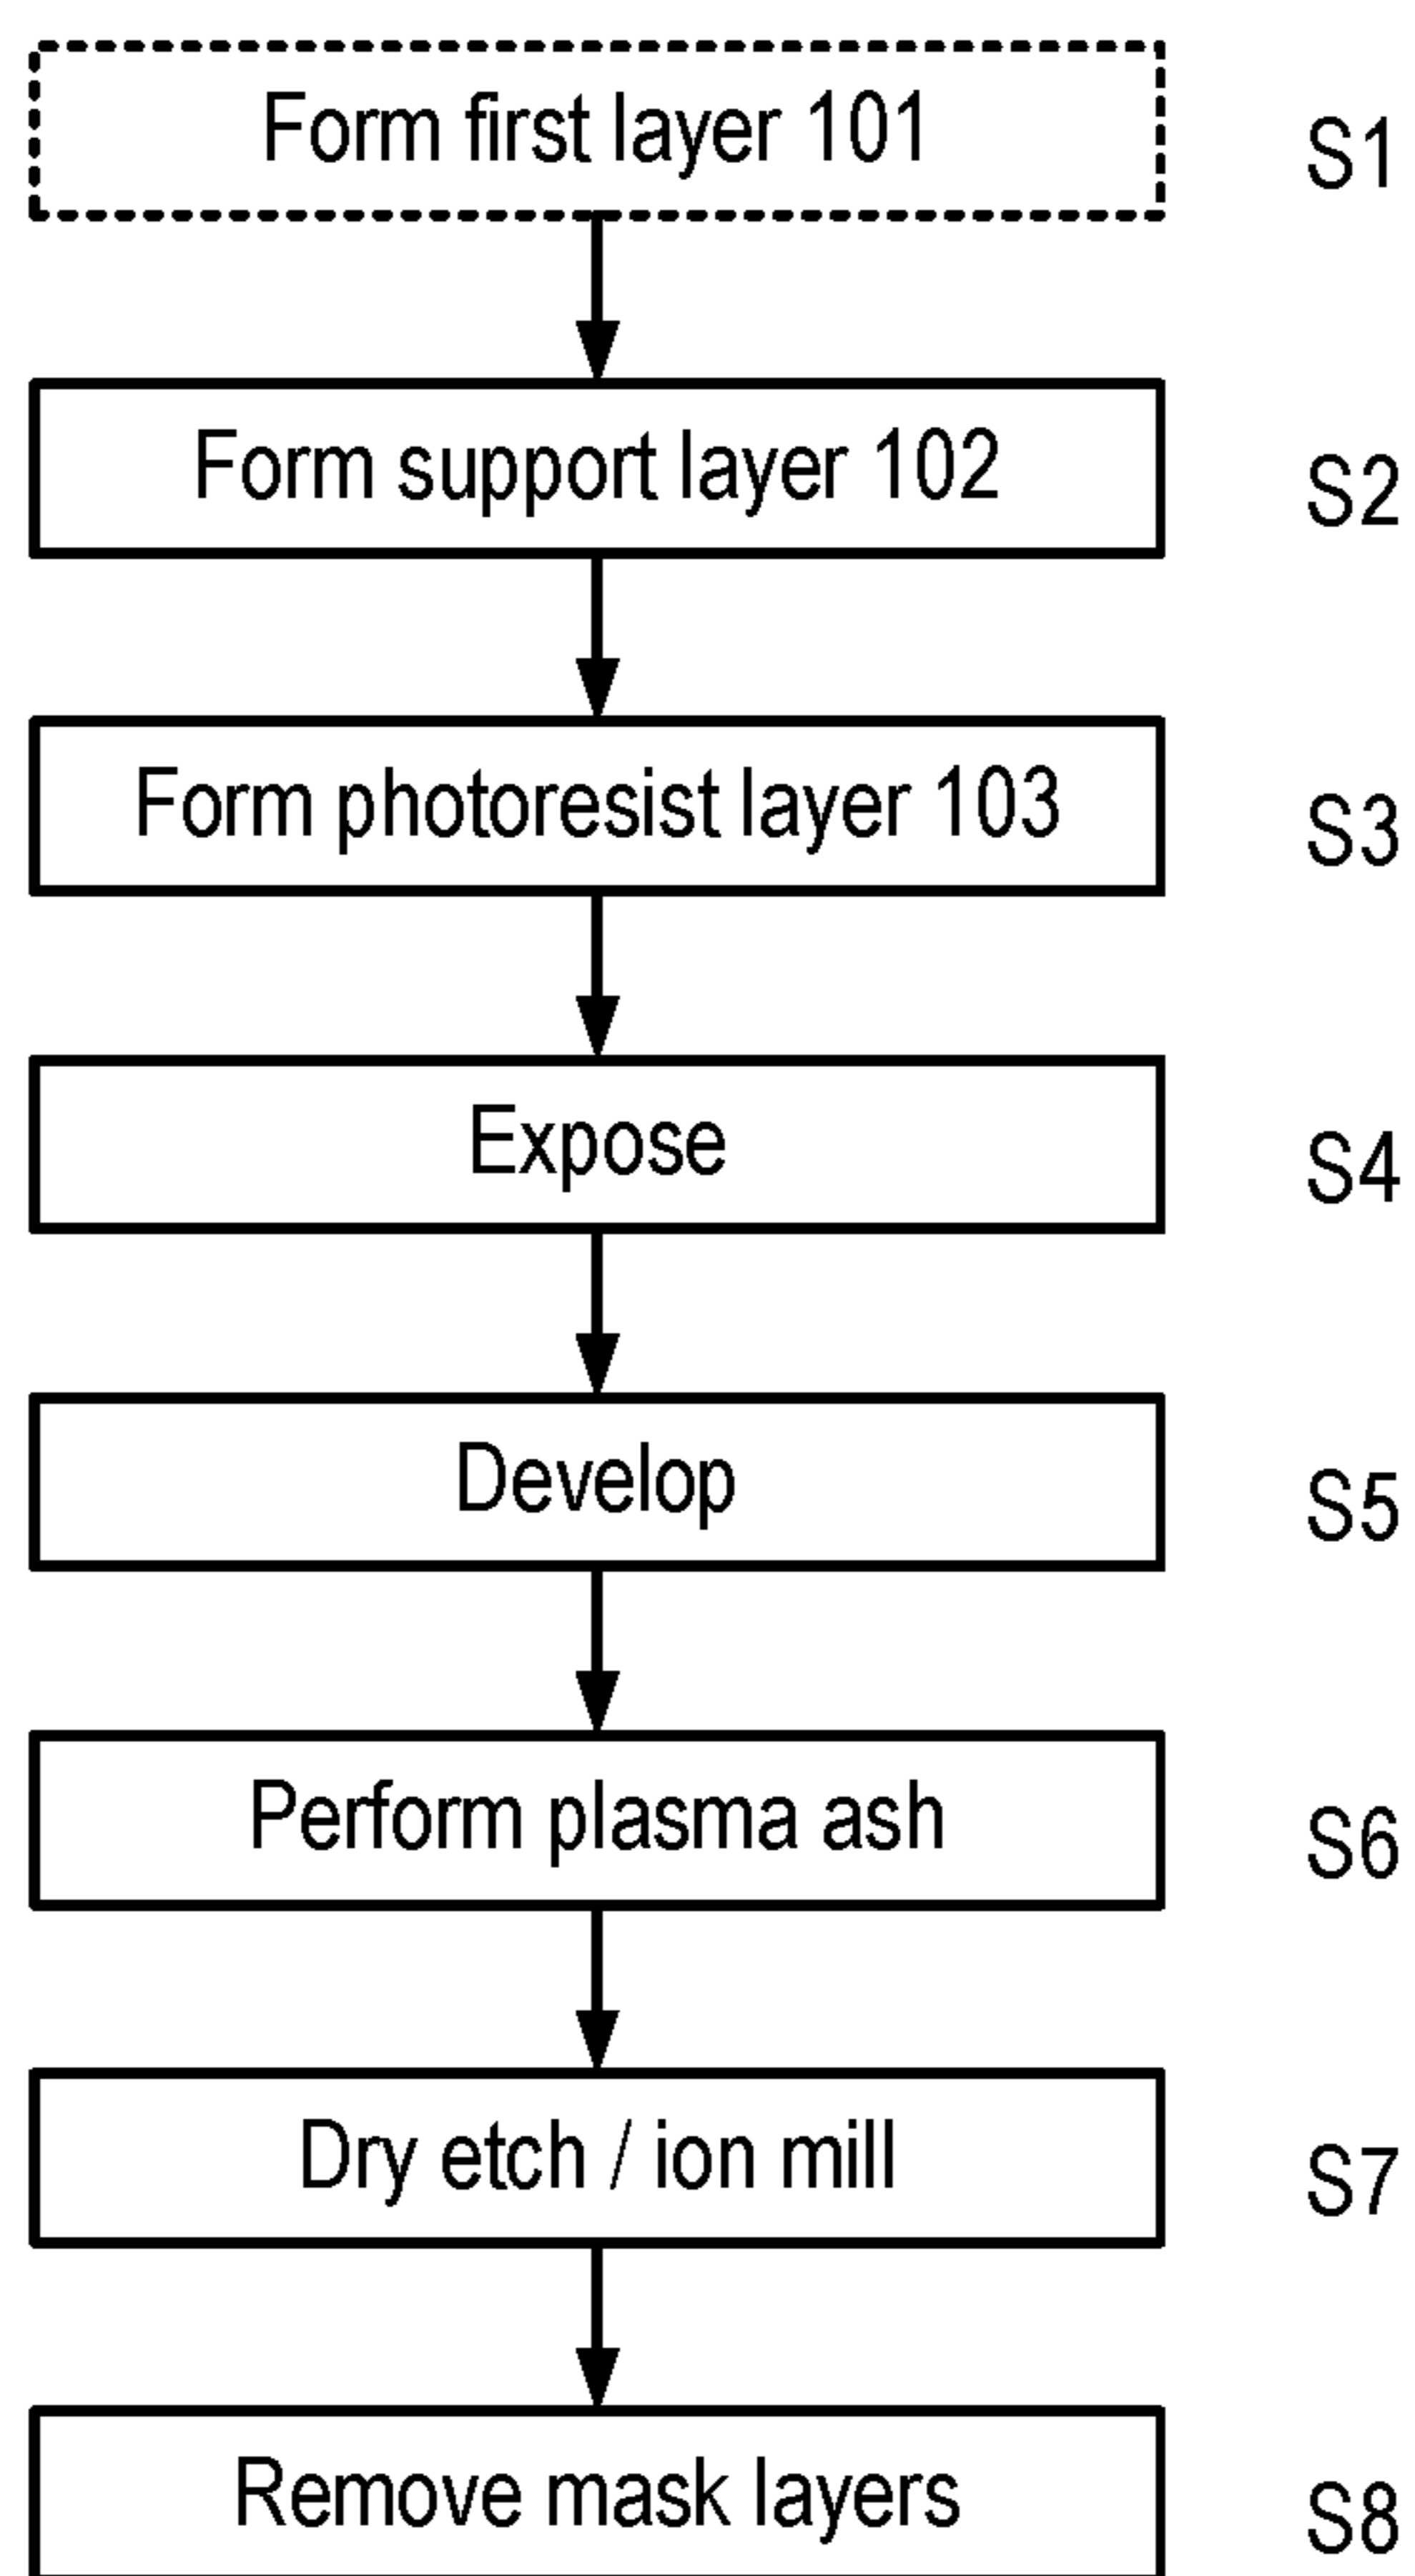 Form first layer 101 S1
Form support layer 102 S2
Form photoresist layer 103 S3
Expose S4
Develop S5
Perform plasma ash S6
Dry etch / ion mill S7
Remove mask layers S8